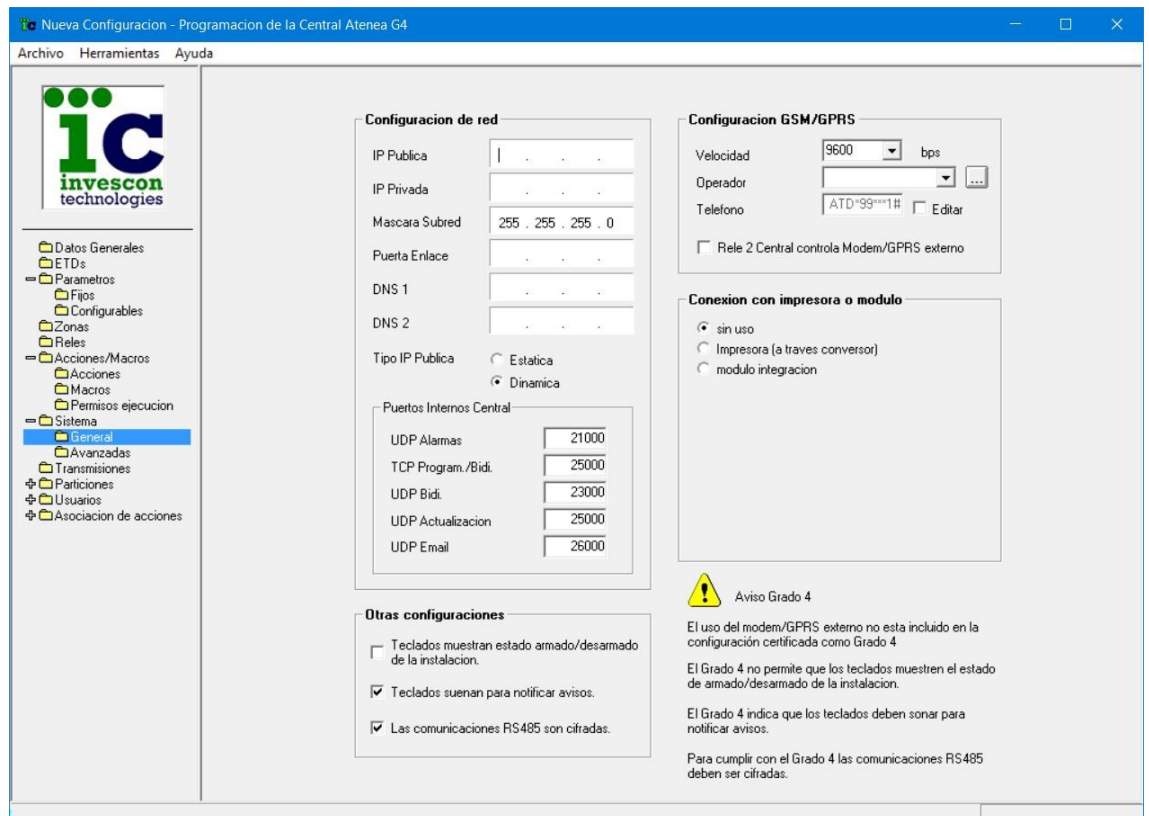 Nueva Configuracion - Programacion de la Central Atenea G4
Archivo Herramientas Ayuda
ic
invescon
technologies
Datos Generales
ETDs
Parametros
Fijos
Configurables
Zonas
Reles
Acciones/Macros
Acciones
Macros
Permisos ejecucion
Sistema
General
Avanzadas
Transmisiones
Particiones
Usuarios
Asociacion de acciones
Configuracion de red
IP Publica . . .
IP Privada . . .
Mascara Subred 255 . 255 . 255 . 0
Puerta Enlace . . .
DNS 1 . . .
DNS 2 . . .
Tipo IP Publica Estatica
Dinamica
Puertos Internos Central
UDP Alarmas 21000
TCP Program./Bidi. 25000
UDP Bidi. 23000
UDP Actualizacion 25000
UDP Email 26000
Otras configuraciones
Teclados muestran estado armado/desarmado
de la instalacion.
Teclados suenan para notificar avisos.
Las comunicaciones RS485 son cifradas.
Configuracion GSM/GPRS
Velocidad 9600 bps
Operador ...
Telefono ATD*99***1# Editar
Rele 2 Central controla Modem/GPRS externo
Conexion con impresora o modulo
sin uso
Impresora (a traves conversor)
modulo integracion
Aviso Grado 4
El uso del modem/GPRS externo no esta incluido en la
configuración certificada como Grado 4
El Grado 4 no permite que los teclados muestren el estado
de armado/desarmado de la instalacion.
El Grado 4 indica que los teclados deben sonar para
notificar avisos.
Para cumplir con el Grado 4 las comunicaciones RS485
deben ser cifradas.